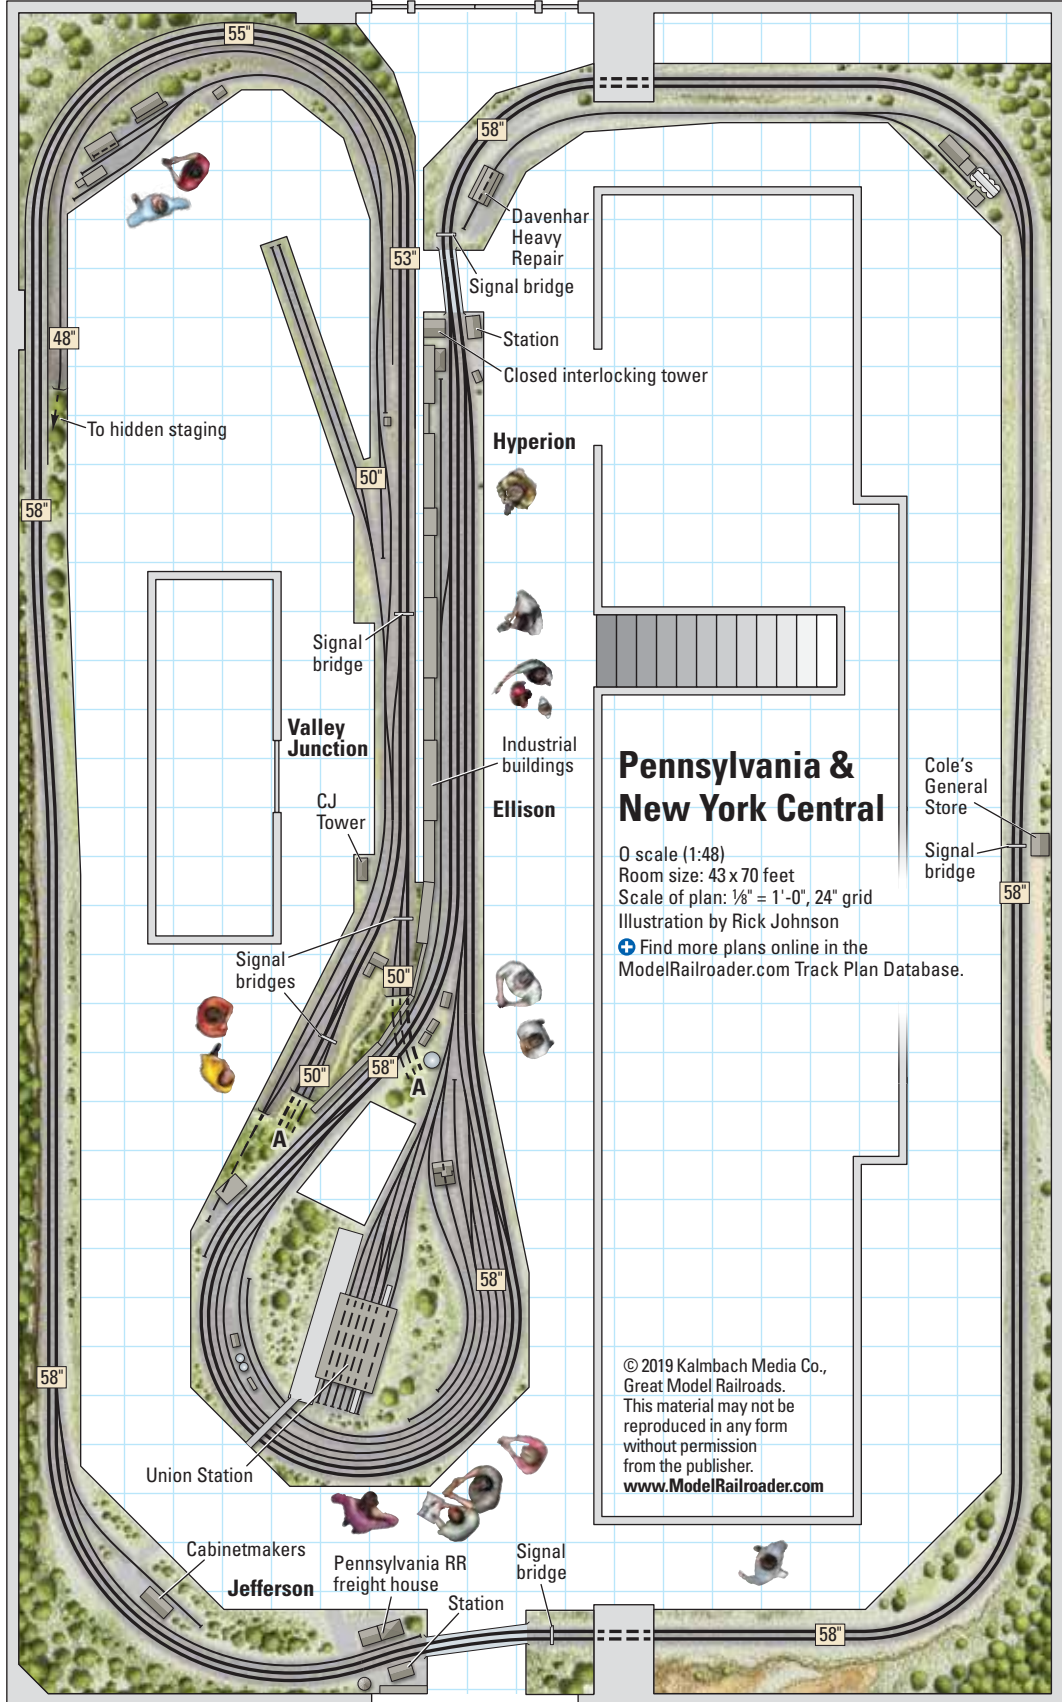 55"
58"
Davenhar
Heavy
Repair
53"
Signal bridge
48"
Station
Closed interlocking tower
To hidden staging
Hyperion
50"
58"
Signal
bridge
Valley
Junction
Industrial
buildings
Pennsylvania &
New York Central
Cole's
General
Store
CJ
Tower
Ellison
Signal
bridge
O scale (1:48)
Room size: 43 x 70 feet
Scale of plan: ⅛" = 1'-0", 24" grid
Illustration by Rick Johnson
Find more plans online in the
ModelRailroader.com Track Plan Database.
58"
Signal
bridges
50"
50"
58"
A
A
58"
58"
© 2019 Kalmbach Media Co.,
Great Model Railroads.
This material may not be
reproduced in any form
without permission
from the publisher.
www.ModelRailroader.com
Union Station
Cabinetmakers
Jefferson
Pennsylvania RR
freight house
Station
Signal
bridge
58"